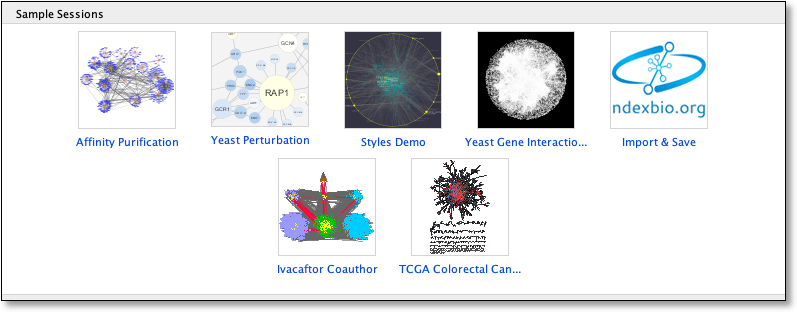 Sample Sessions
GCN4
RAP1
GCR1
ndexbio.org
Affinity Purification
Yeast Perturbation
Styles Demo
Yeast Gene Interactio...
Import & Save
Ivacaftor Coauthor
TCGA Colorectal Can...